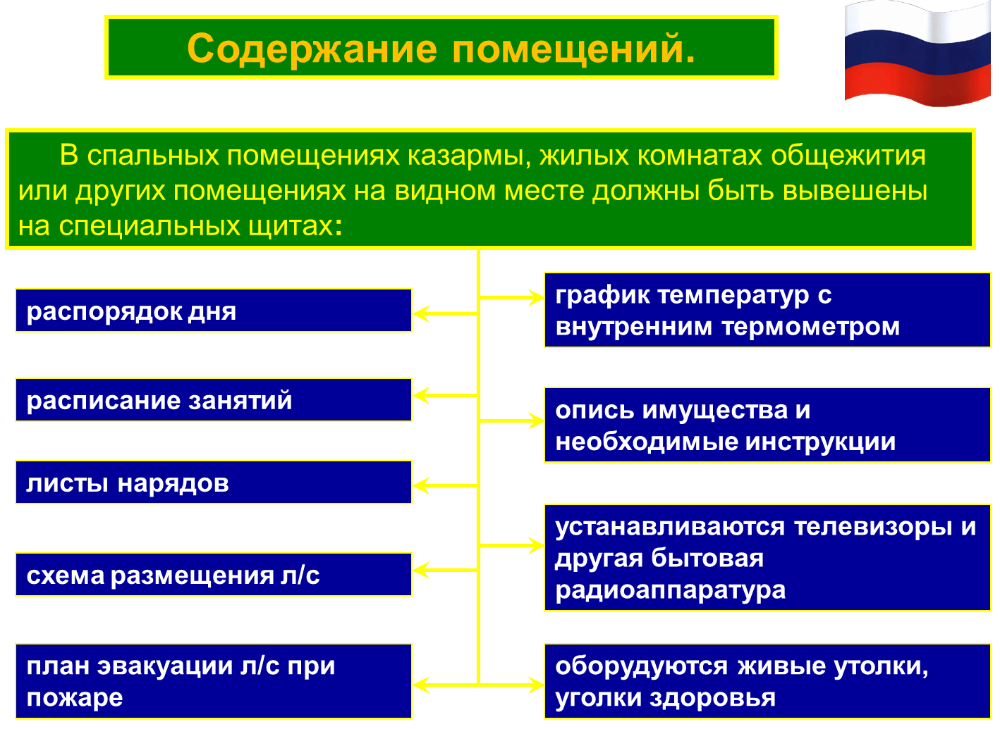 Содержание помещений.
В спальных помещениях казармы, жилых комнатах общежития
или других помещениях на видном месте должны быть вывешены
на специальных щитах:
распорядок дня
расписание занятий
листы нарядов
схема размещения л/с
план эвакуации л/с при
пожаре
график температур с
внутренним термометром
опись имущества и
необходимые инструкции
устанавливаются телевизоры и
другая бытовая
радиоаппаратура
оборудуются живые утолки,
уголки здоровья